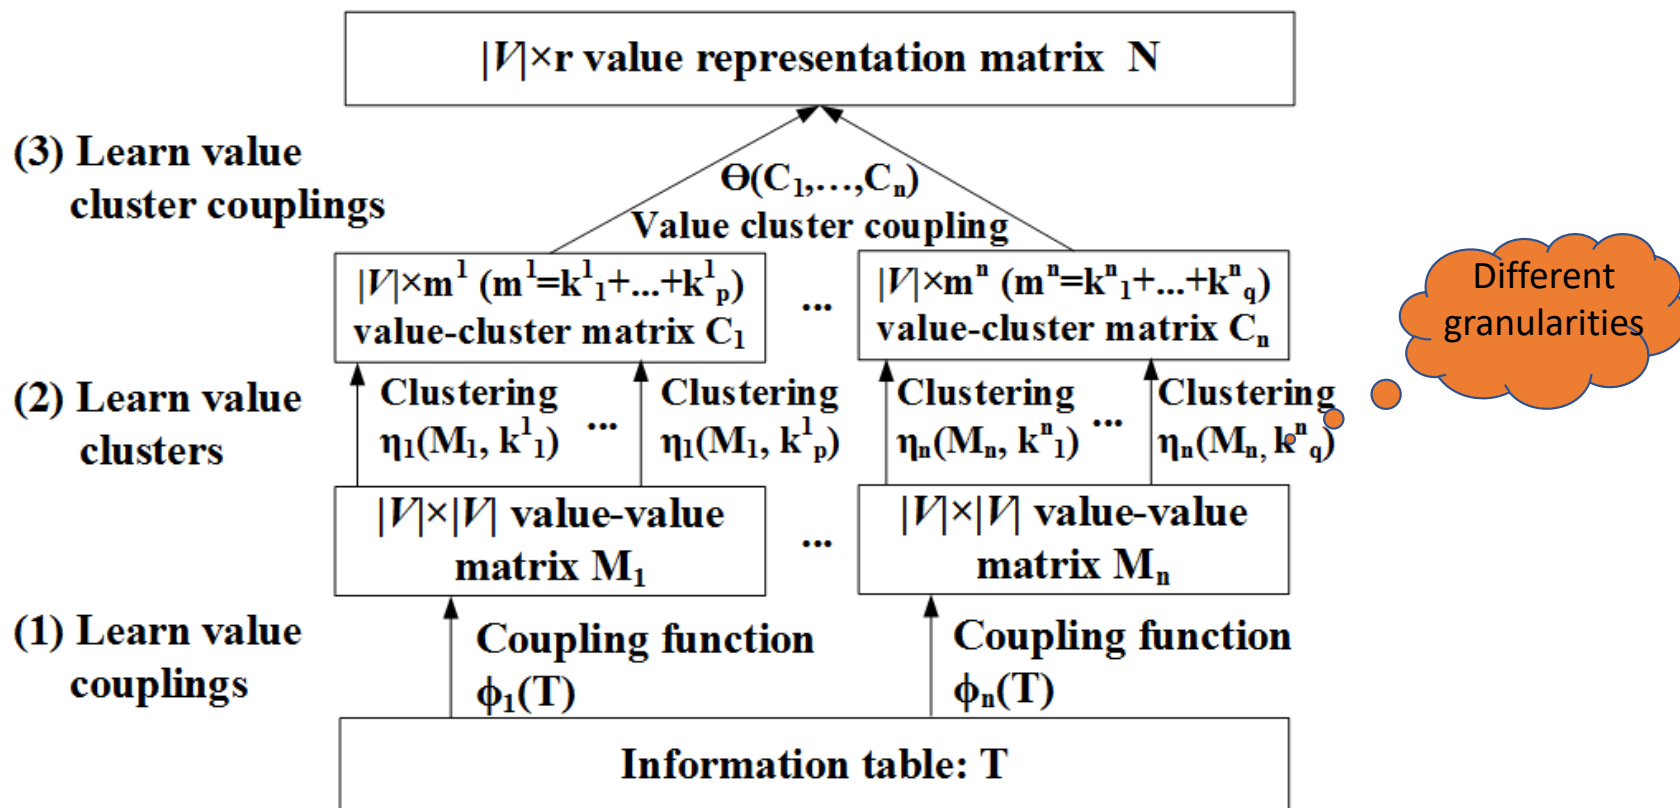 |V|×r value representation matrix N
(3) Learn value
cluster couplings
Ɵ(C₁,...,Cₙ)
Value cluster coupling
|V|×m¹ (m¹=k¹₁+...+k¹ₚ)
value-cluster matrix C₁
...
|V|×mⁿ (mⁿ=kⁿ₁+...+kⁿ_q)
value-cluster matrix Cₙ
Different
granularities
(2) Learn value
clusters
Clustering
η₁(M₁, k¹₁)
...
Clustering
η₁(M₁, k¹ₚ)
Clustering
ηₙ(Mₙ, kⁿ₁)
...
Clustering
ηₙ(Mₙ, kⁿ_q)
|V|×|V| value-value
matrix M₁
...
|V|×|V| value-value
matrix Mₙ
(1) Learn value
couplings
Coupling function
ϕ₁(T)
Coupling function
ϕₙ(T)
Information table: T